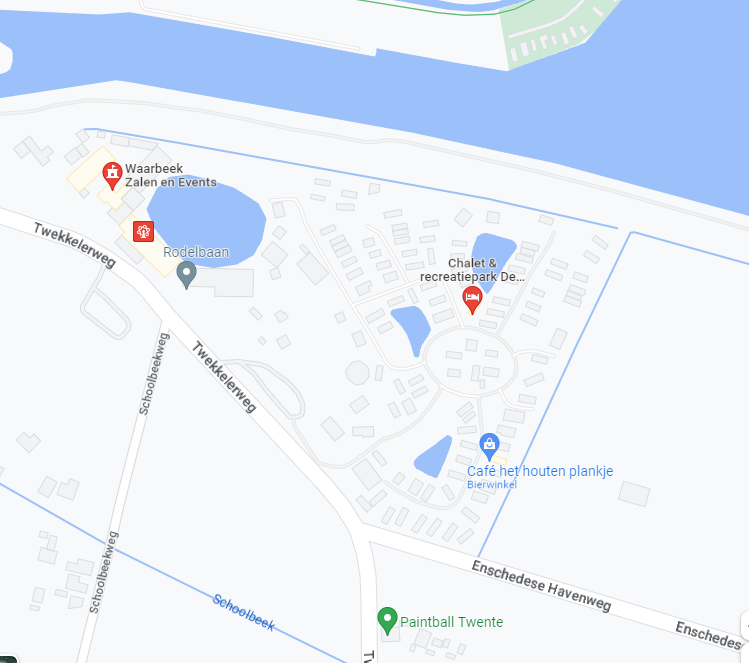 Waarbeek
Zalen en Events
Twekkelerweg
Rodelbaan
Chalet &
recreatiepark De...
Schoolbeekweg
Twekkelerweg
Café het houten plankje
Bierwinkel
Schoolbeekweg
Enschedese Havenweg
Schoolbeek
Paintball Twente